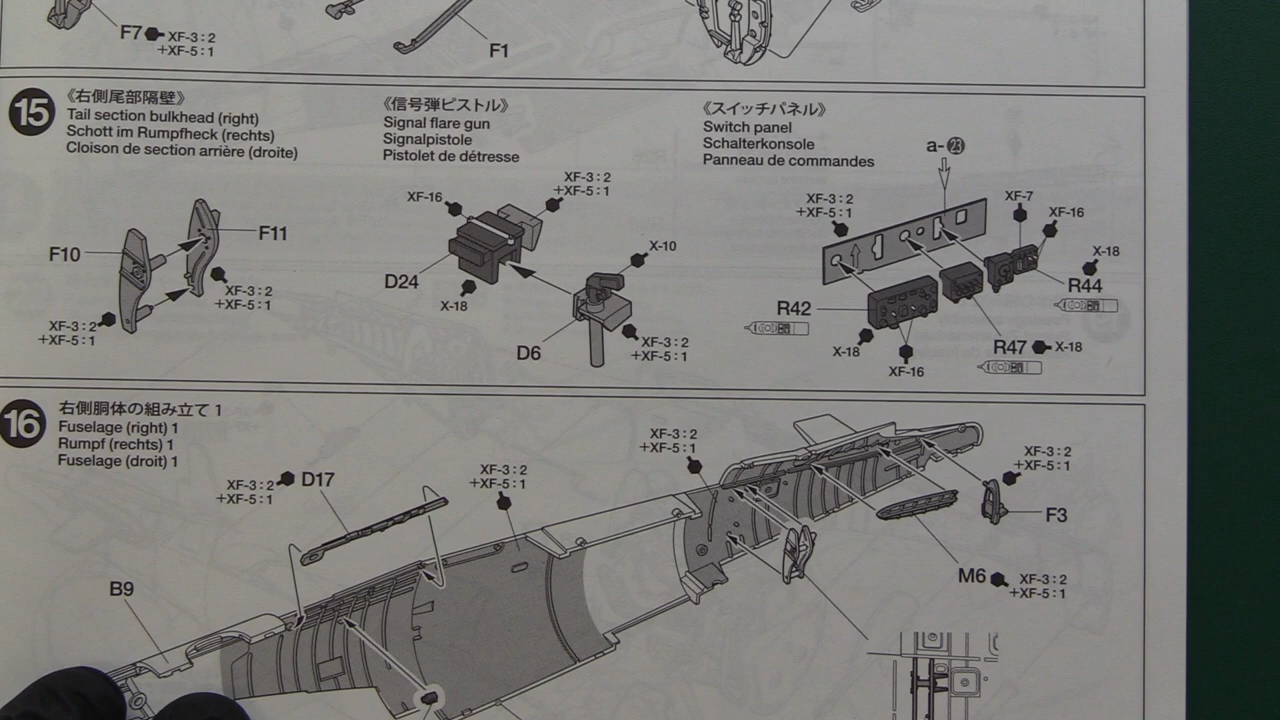 F7 XF-3:2
+XF-5:1
F1
15
《右側尾部隔壁》
Tail section bulkhead (right)
Schott im Rumpfheck (rechts)
Cloison de section arrière (droite)
F10
F11
XF-3:2
+XF-5:1
XF-3:2
+XF-5:1
《信号弾ピストル》
Signal flare gun
Signalpistole
Pistolet de détresse
XF-16
XF-3:2
+XF-5:1
D24
X-18
X-10
D6
XF-3:2
+XF-5:1
《スイッチパネル》
Switch panel
Schalterkonsole
Panneau de commandes
a-23
XF-3:2
+XF-5:1
XF-7
XF-16
X-18
R44
R42
X-18
XF-16
R47 X-18
16
右側胴体の組み立て 1
Fuselage (right) 1
Rumpf (rechts) 1
Fuselage (droit) 1
XF-3:2
+XF-5:1
D17
XF-3:2
+XF-5:1
XF-3:2
+XF-5:1
XF-3:2
+XF-5:1
F3
M6 XF-3:2
+XF-5:1
B9